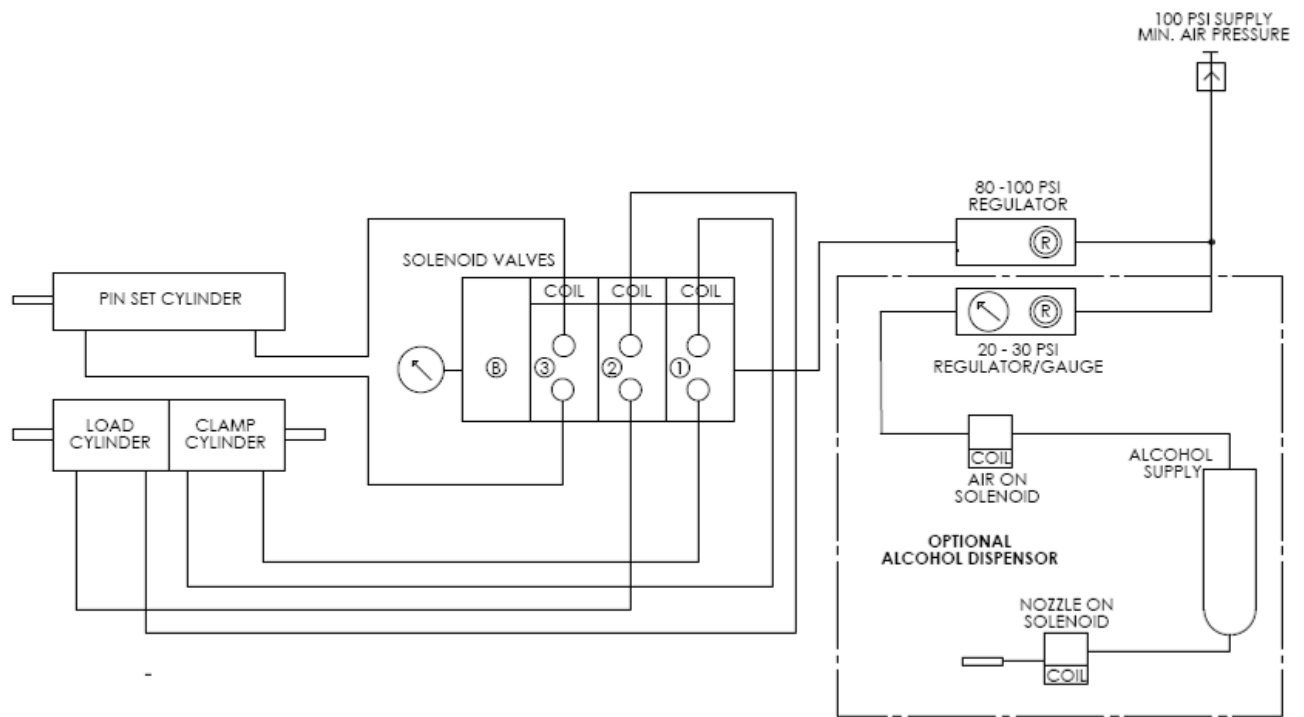 100 PSI SUPPLY
MIN. AIR PRESSURE
80 -100 PSI
REGULATOR
R
SOLENOID VALVES
COIL COIL COIL
PIN SET CYLINDER
R
20 - 30 PSI
REGULATOR/GAUGE
B 3 2 1
LOAD
CYLINDER
CLAMP
CYLINDER
COIL
AIR ON
SOLENOID
ALCOHOL
SUPPLY
OPTIONAL
ALCOHOL DISPENSOR
NOZZLE ON
SOLENOID
COIL